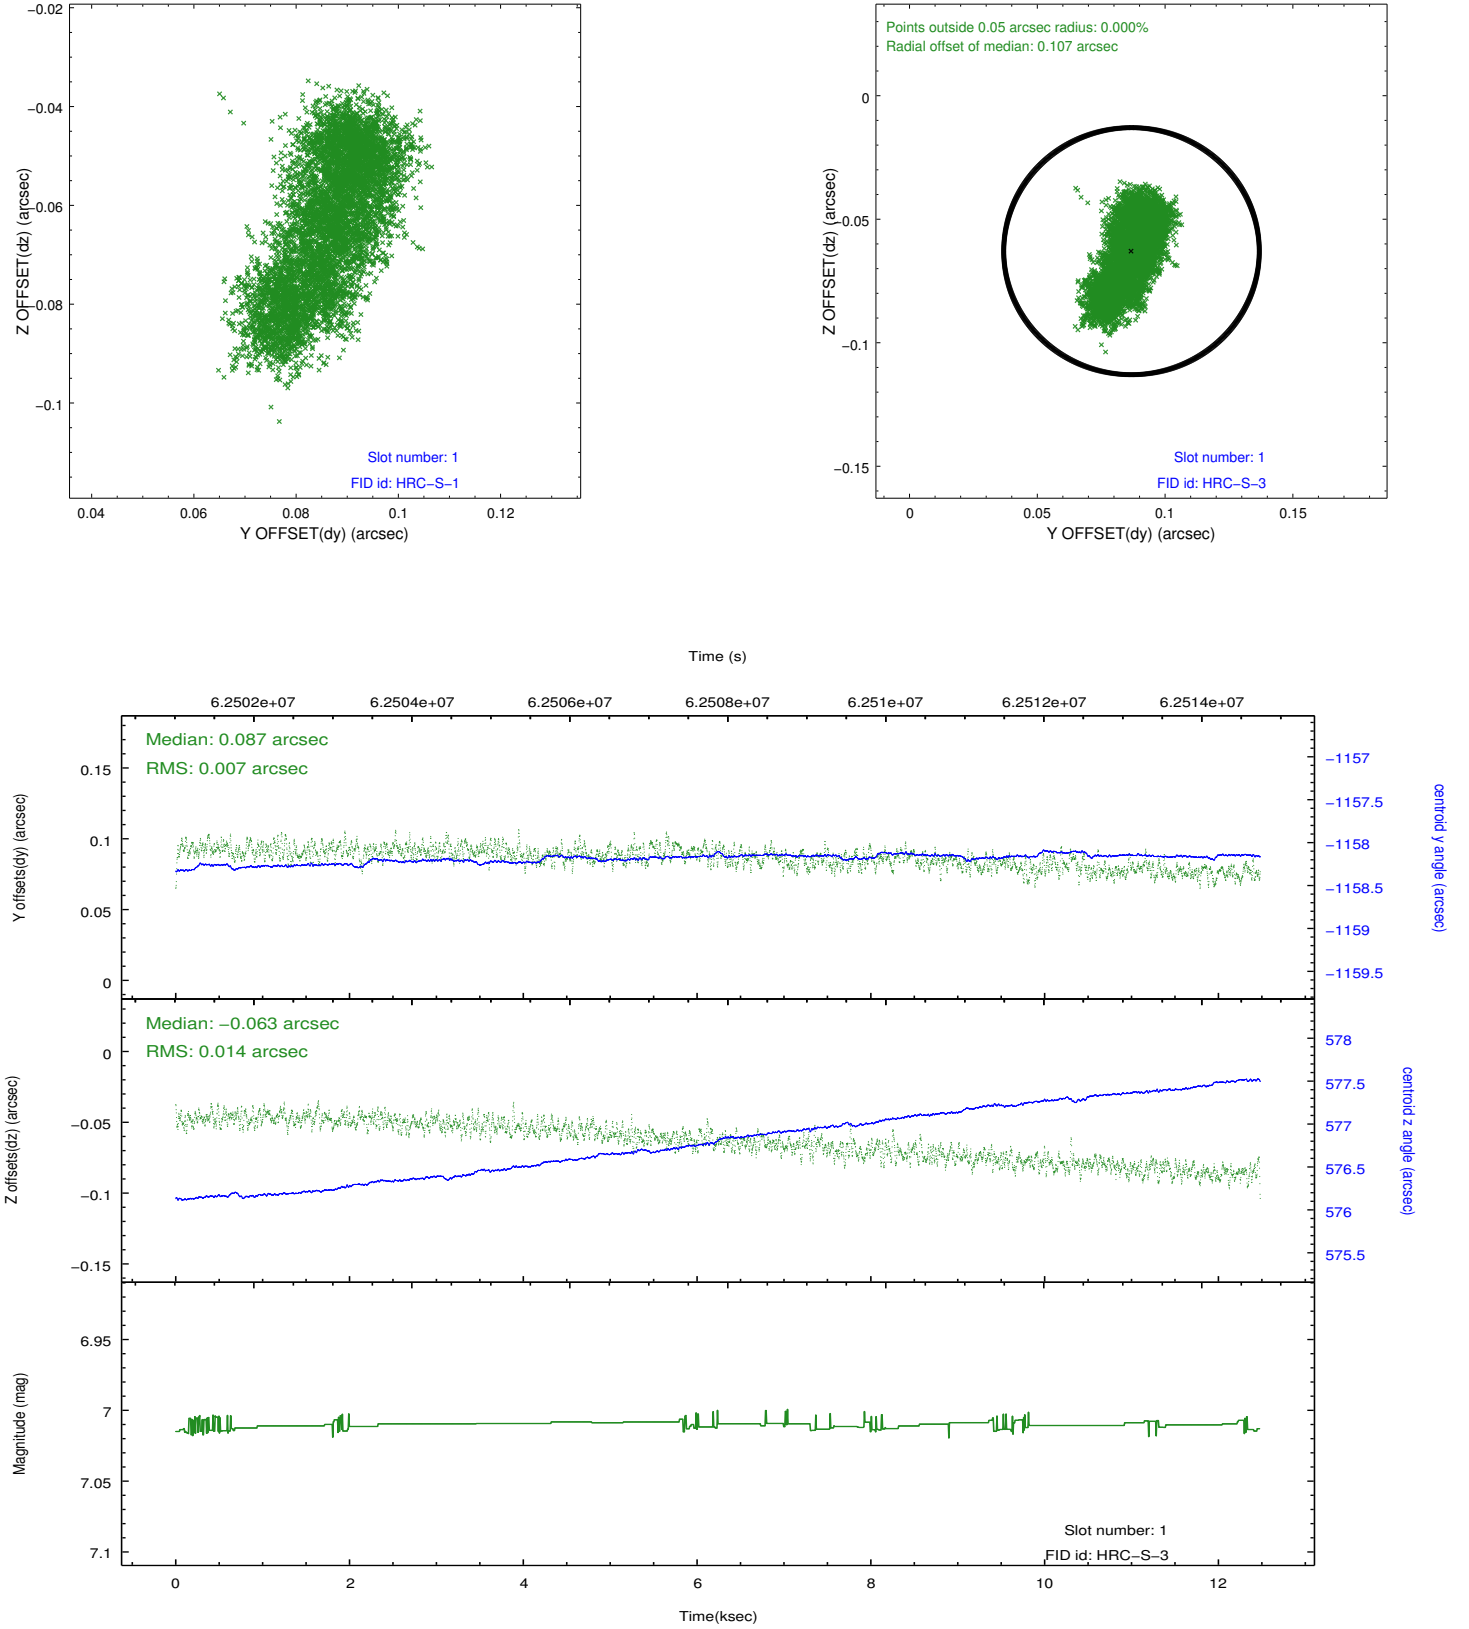 −0.02
−0.04
−0.06
−0.08
−0.1
Z OFFSET(dz) (arcsec)
Slot number: 1
FID id: HRC−S−1
0.04
0.06
0.08
0.1
0.12
Y OFFSET(dy) (arcsec)
Points outside 0.05 arcsec radius: 0.000%
Radial offset of median: 0.107 arcsec
0
−0.05
−0.1
−0.15
Z OFFSET(dz) (arcsec)
Slot number: 1
FID id: HRC−S−3
0
0.05
0.1
0.15
Y OFFSET(dy) (arcsec)
Time (s)
6.2502e+07
6.2504e+07
6.2506e+07
6.2508e+07
6.251e+07
6.2512e+07
6.2514e+07
Median: 0.087 arcsec
RMS: 0.007 arcsec
0.15
0.1
0.05
0
Y offsets(dy) (arcsec)
−1157
−1157.5
−1158
−1158.5
−1159
−1159.5
centroid y angle (arcsec)
Median: −0.063 arcsec
RMS: 0.014 arcsec
0
−0.05
−0.1
−0.15
Z offsets(dz) (arcsec)
578
577.5
577
576.5
576
575.5
centroid z angle (arcsec)
6.95
7
7.05
7.1
Magnitude (mag)
Slot number: 1
FID id: HRC−S−3
0
2
4
6
8
10
12
Time(ksec)